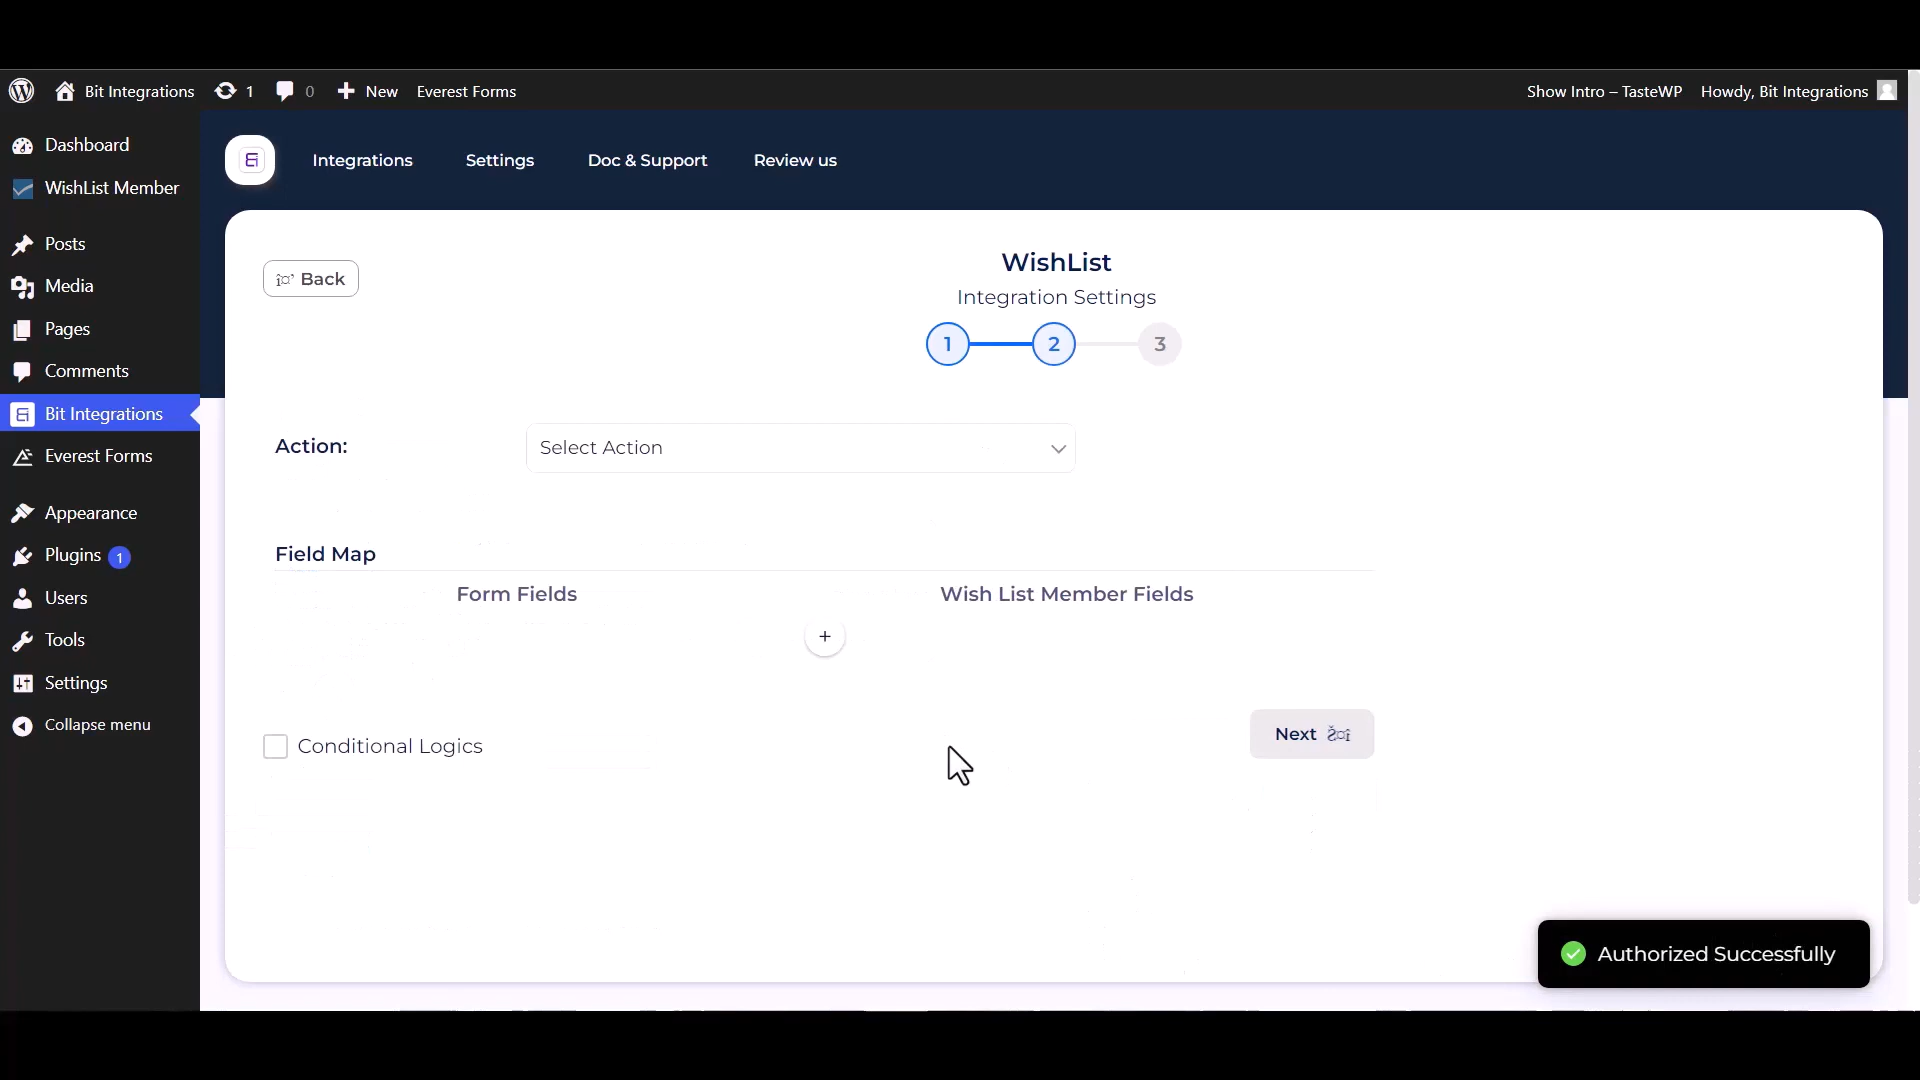 Bit Integrations 1 0 New Everest Forms Show Intro – TasteWP Howdy, Bit Integrations
Dashboard
WishList Member
Posts
Media
Pages
Comments
Bit Integrations
Everest Forms
Appearance
Plugins 1
Users
Tools
Settings
Collapse menu
Integrations Settings Doc & Support Review us
Back
WishList
Integration Settings
1 2 3
Action: Select Action
Field Map
Form Fields Wish List Member Fields
+
Next
Conditional Logics
Authorized Successfully